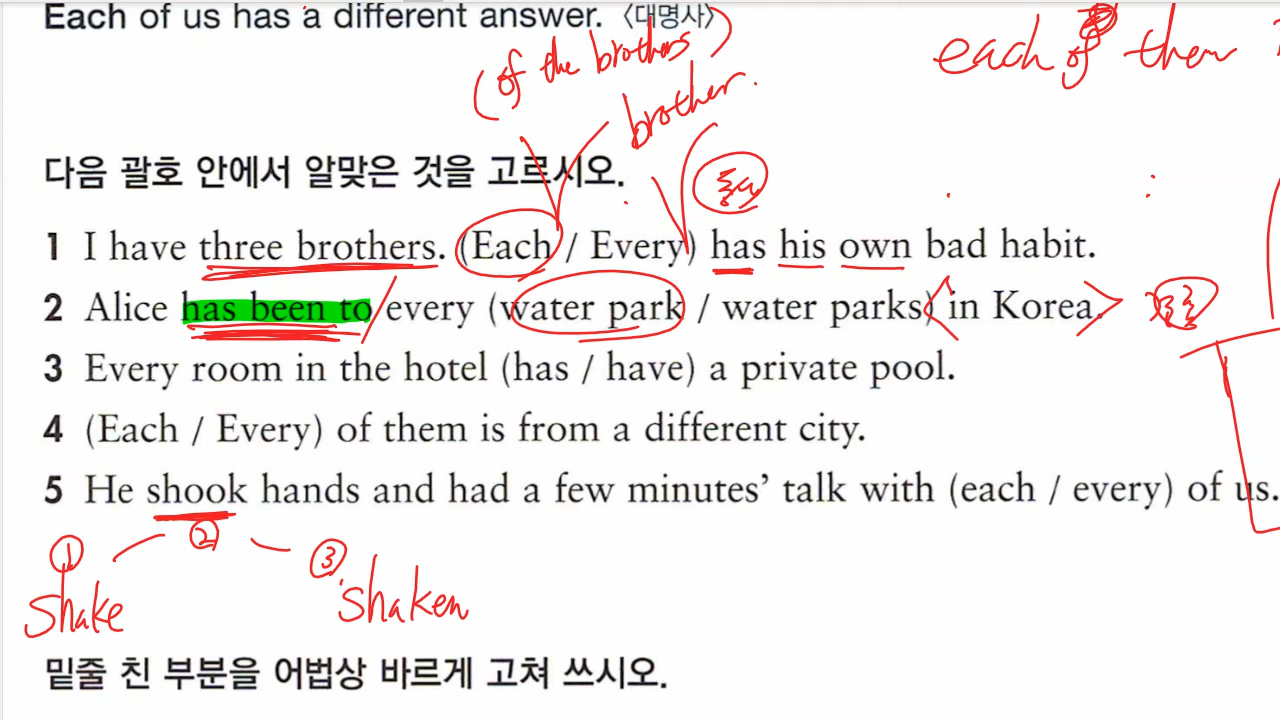 Each of us has a different answer. 〈대명사〉
each of them
(of the brothers)
brother.
다음 괄호 안에서 알맞은 것을 고르시오.
동사
1 I have three brothers. (Each / Every) has his own bad habit.
2 Alice has been to every (water park / water parks) in Korea.
3 Every room in the hotel (has / have) a private pool.
4 (Each / Every) of them is from a different city.
5 He shook hands and had a few minutes' talk with (each / every) of us.
① ② ③
shake shaken
밑줄 친 부분을 어법상 바르게 고쳐 쓰시오.